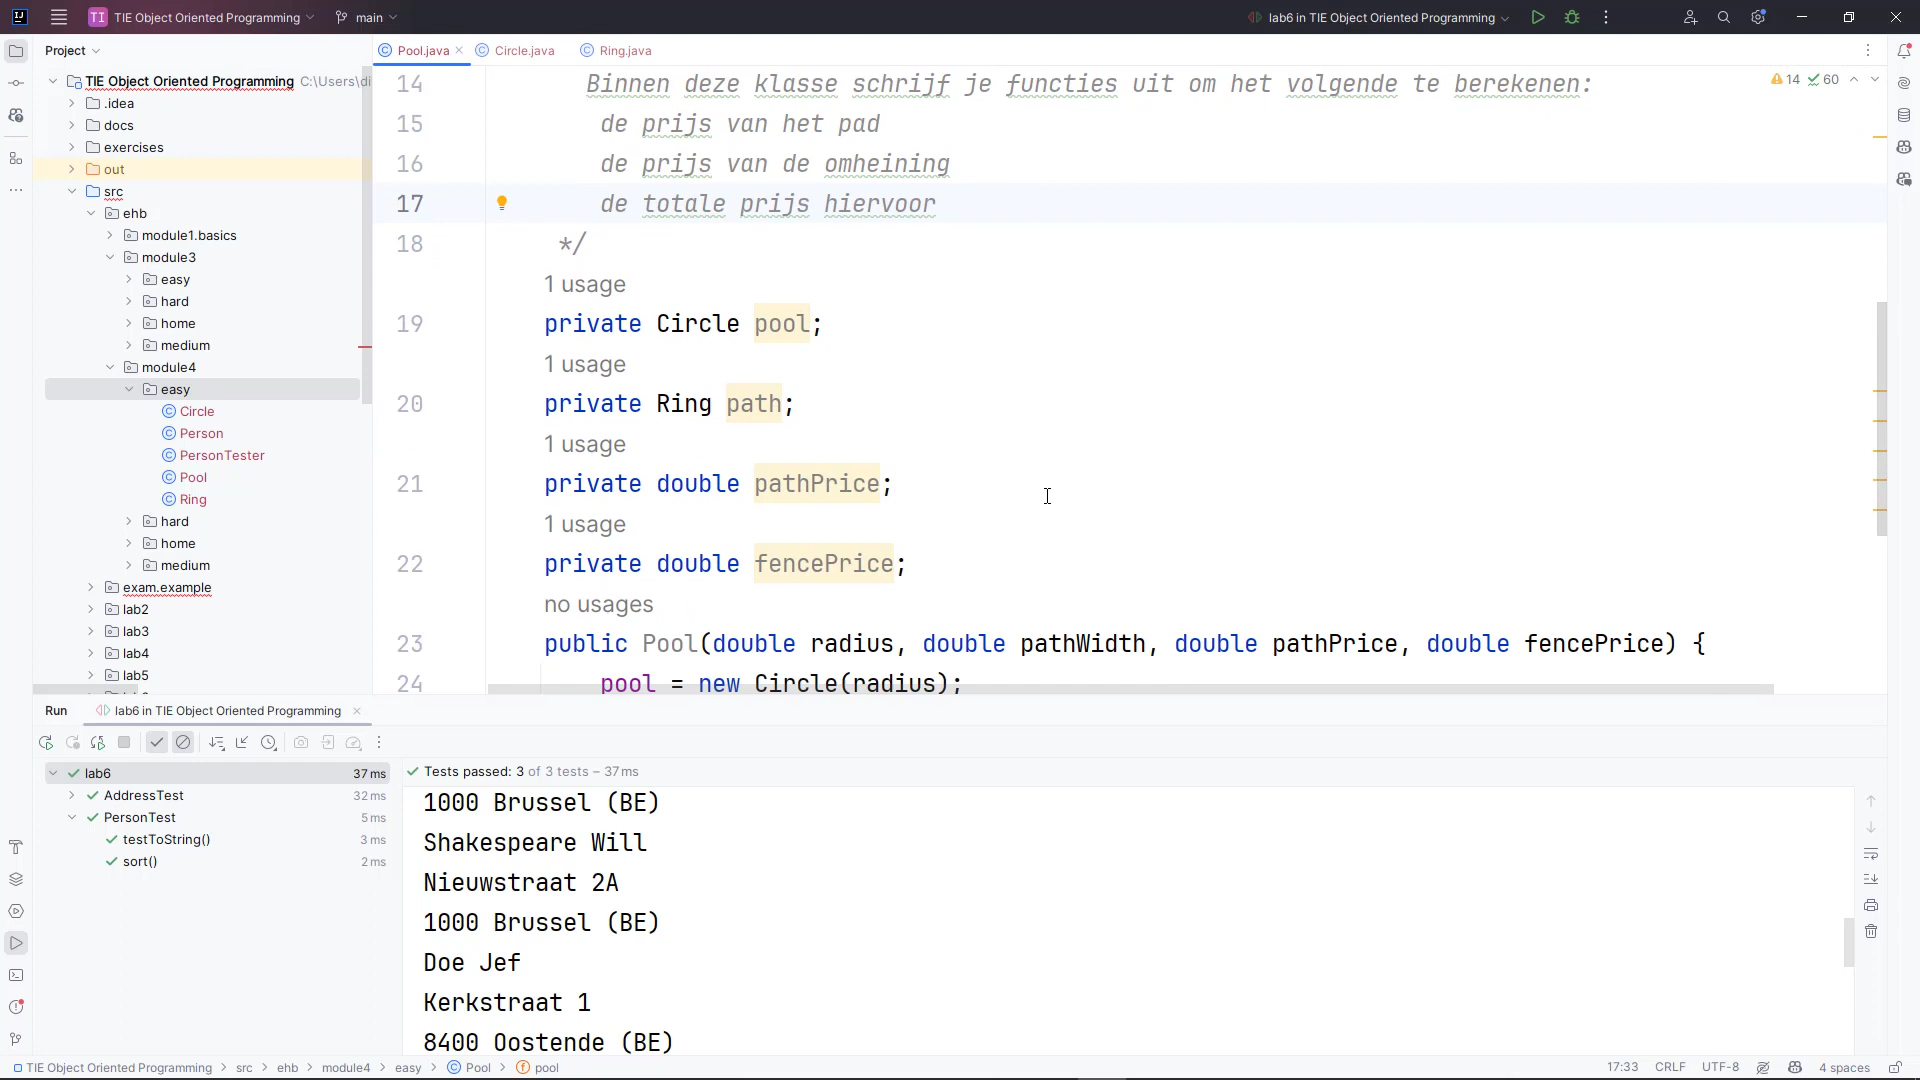 TI TIE Object Oriented Programming main lab6 in TIE Object Oriented Programming
Project
TIE Object Oriented Programming C:\Users\di
.idea
docs
exercises
out
src
ehb
module1.basics
module3
easy
hard
home
medium
module4
easy
Circle
Person
PersonTester
Pool
Ring
hard
home
medium
exam.example
lab2
lab3
lab4
lab5
Pool.java Circle.java Ring.java
14 60
14 Binnen deze klasse schrijf je functies uit om het volgende te berekenen:
15 de prijs van het pad
16 de prijs van de omheining
17 de totale prijs hiervoor
18 */
1 usage
19 private Circle pool;
1 usage
20 private Ring path;
1 usage
21 private double pathPrice;
1 usage
22 private double fencePrice;
no usages
23 public Pool(double radius, double pathWidth, double pathPrice, double fencePrice) {
24 pool = new Circle(radius);
Run lab6 in TIE Object Oriented Programming
lab6 37 ms
AddressTest 32 ms
PersonTest 5 ms
testToString() 3 ms
sort() 2 ms
Tests passed: 3 of 3 tests – 37 ms
1000 Brussel (BE)
Shakespeare Will
Nieuwstraat 2A
1000 Brussel (BE)
Doe Jef
Kerkstraat 1
8400 Oostende (BE)
TIE Object Oriented Programming > src > ehb > module4 > easy > Pool > pool 17:33 CRLF UTF-8 4 spaces